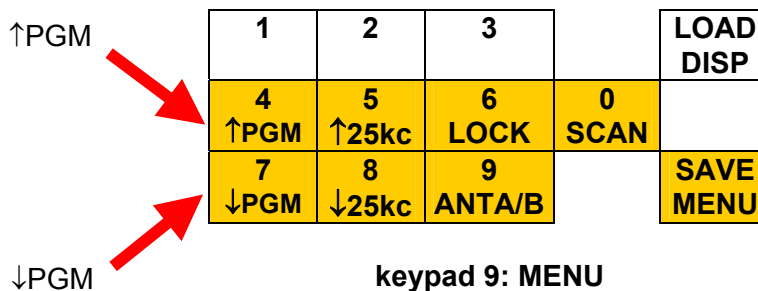 ↑PGM
1 2 3 LOAD
DISP
4 5 6 0
↑PGM ↑25kc LOCK SCAN
7 8 9 SAVE
↓PGM ↓25kc ANTA/B MENU
↓PGM
keypad 9: MENU